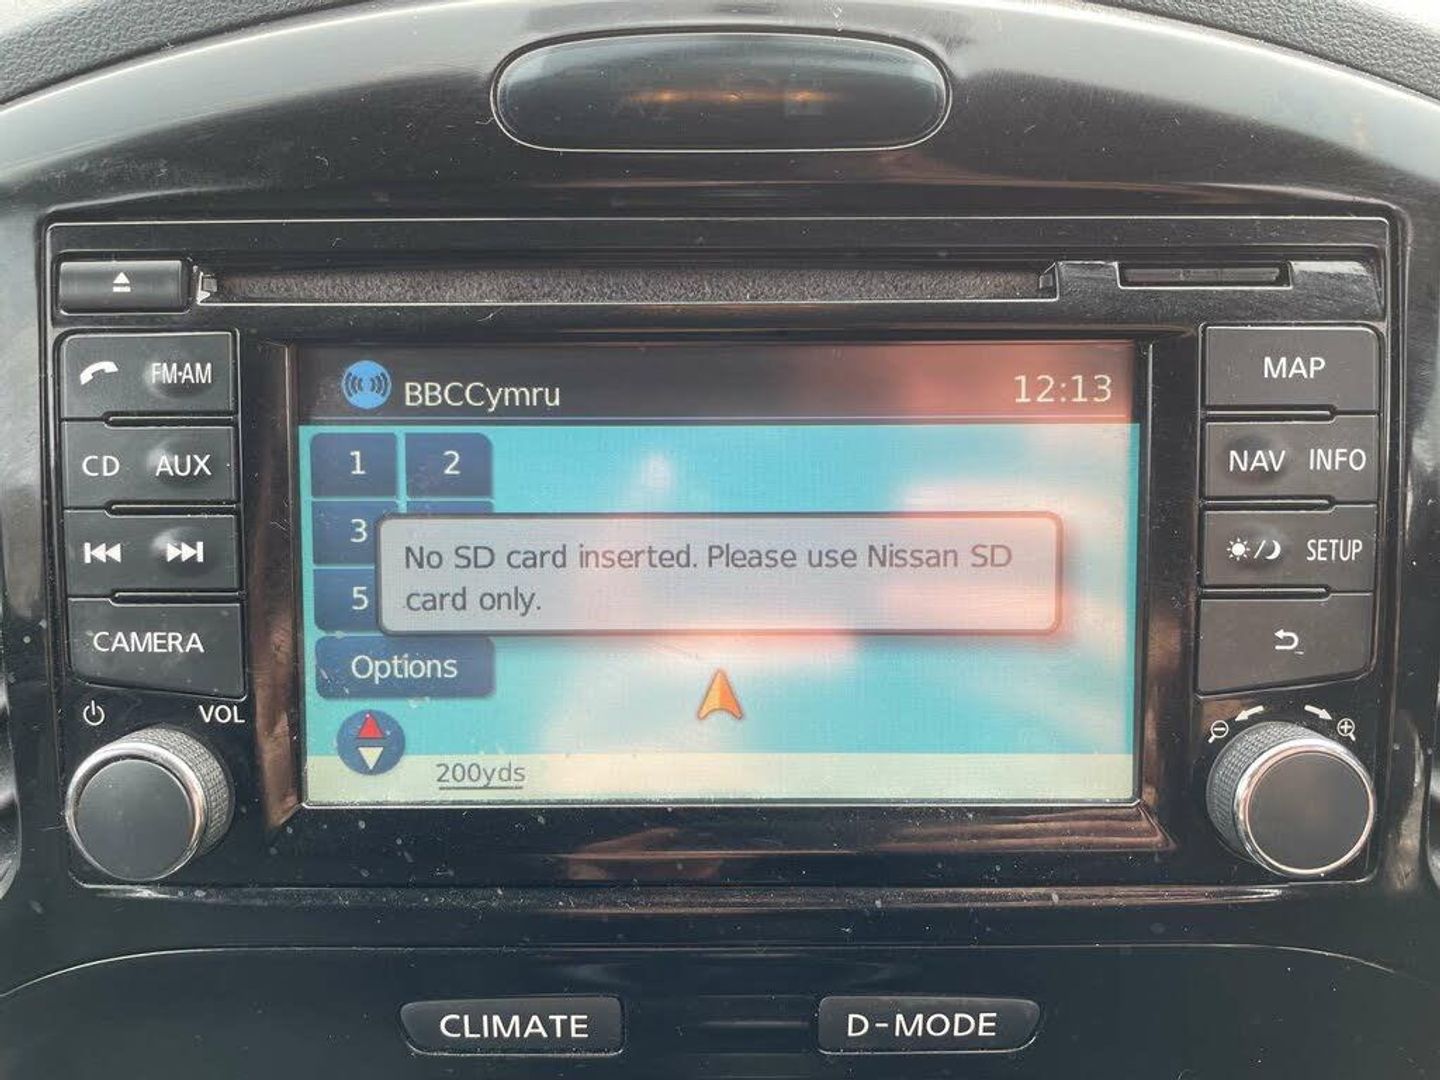 FM·AM
CD AUX
CAMERA
VOL
BBCCymru 12:13
1 2
3
5
No SD card inserted. Please use Nissan SD
card only.
Options
200yds
MAP
NAV INFO
SETUP
CLIMATE D-MODE